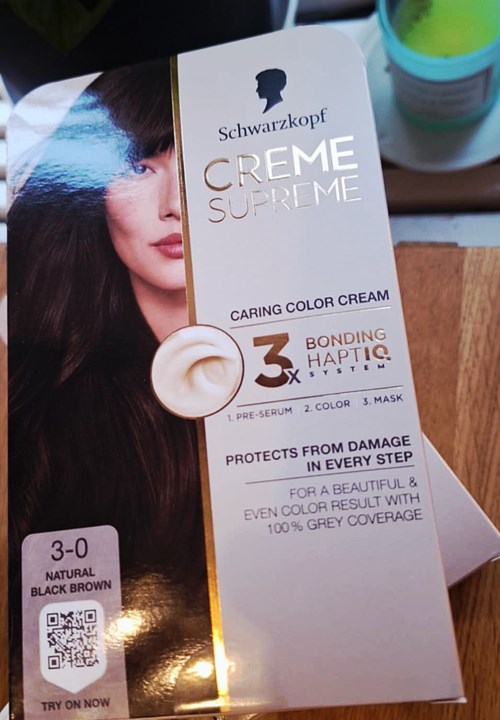 Schwarzkopf
CREME
SUPREME
CARING COLOR CREAM
3x
BONDING
HAPTIQ
SYSTEM
1. PRE-SERUM 2. COLOR 3. MASK
PROTECTS FROM DAMAGE
IN EVERY STEP
FOR A BEAUTIFUL &
EVEN COLOR RESULT WITH
100% GREY COVERAGE
3-0
NATURAL
BLACK BROWN
TRY ON NOW